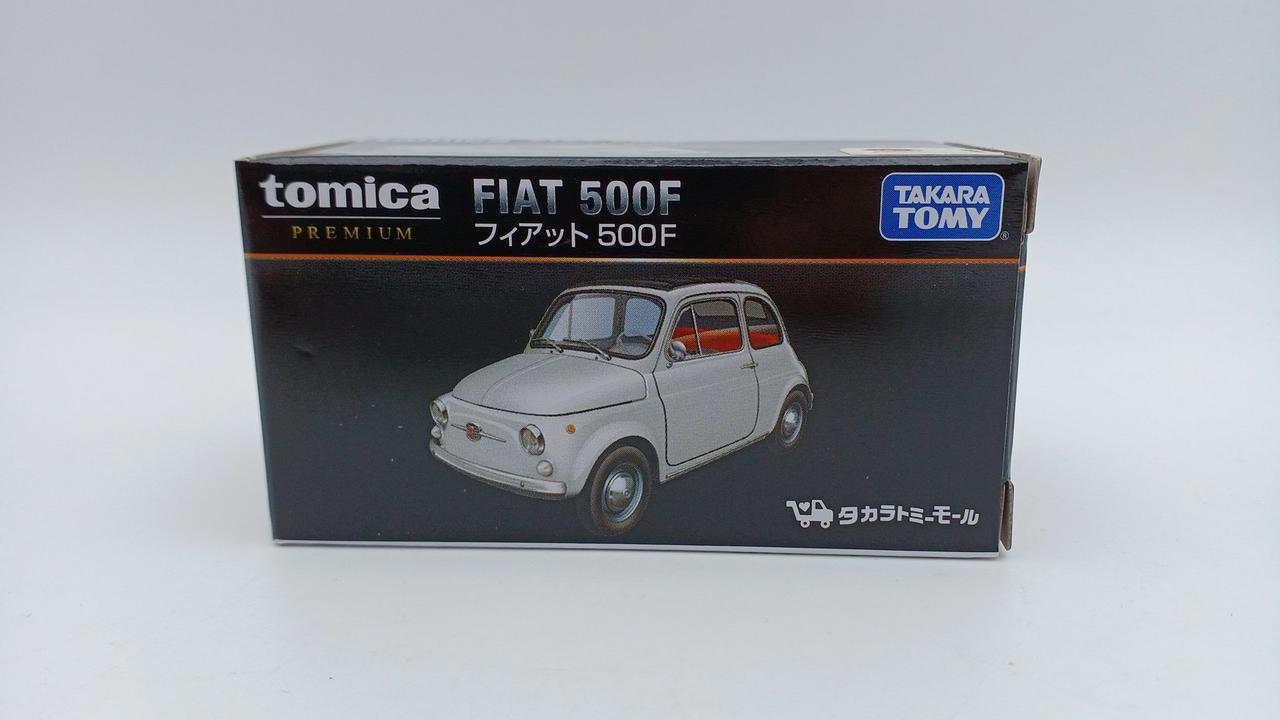 tomica
PREMIUM
FIAT 500F
フィアット 500F
TAKARA
TOMY
®
タカラトミーモール